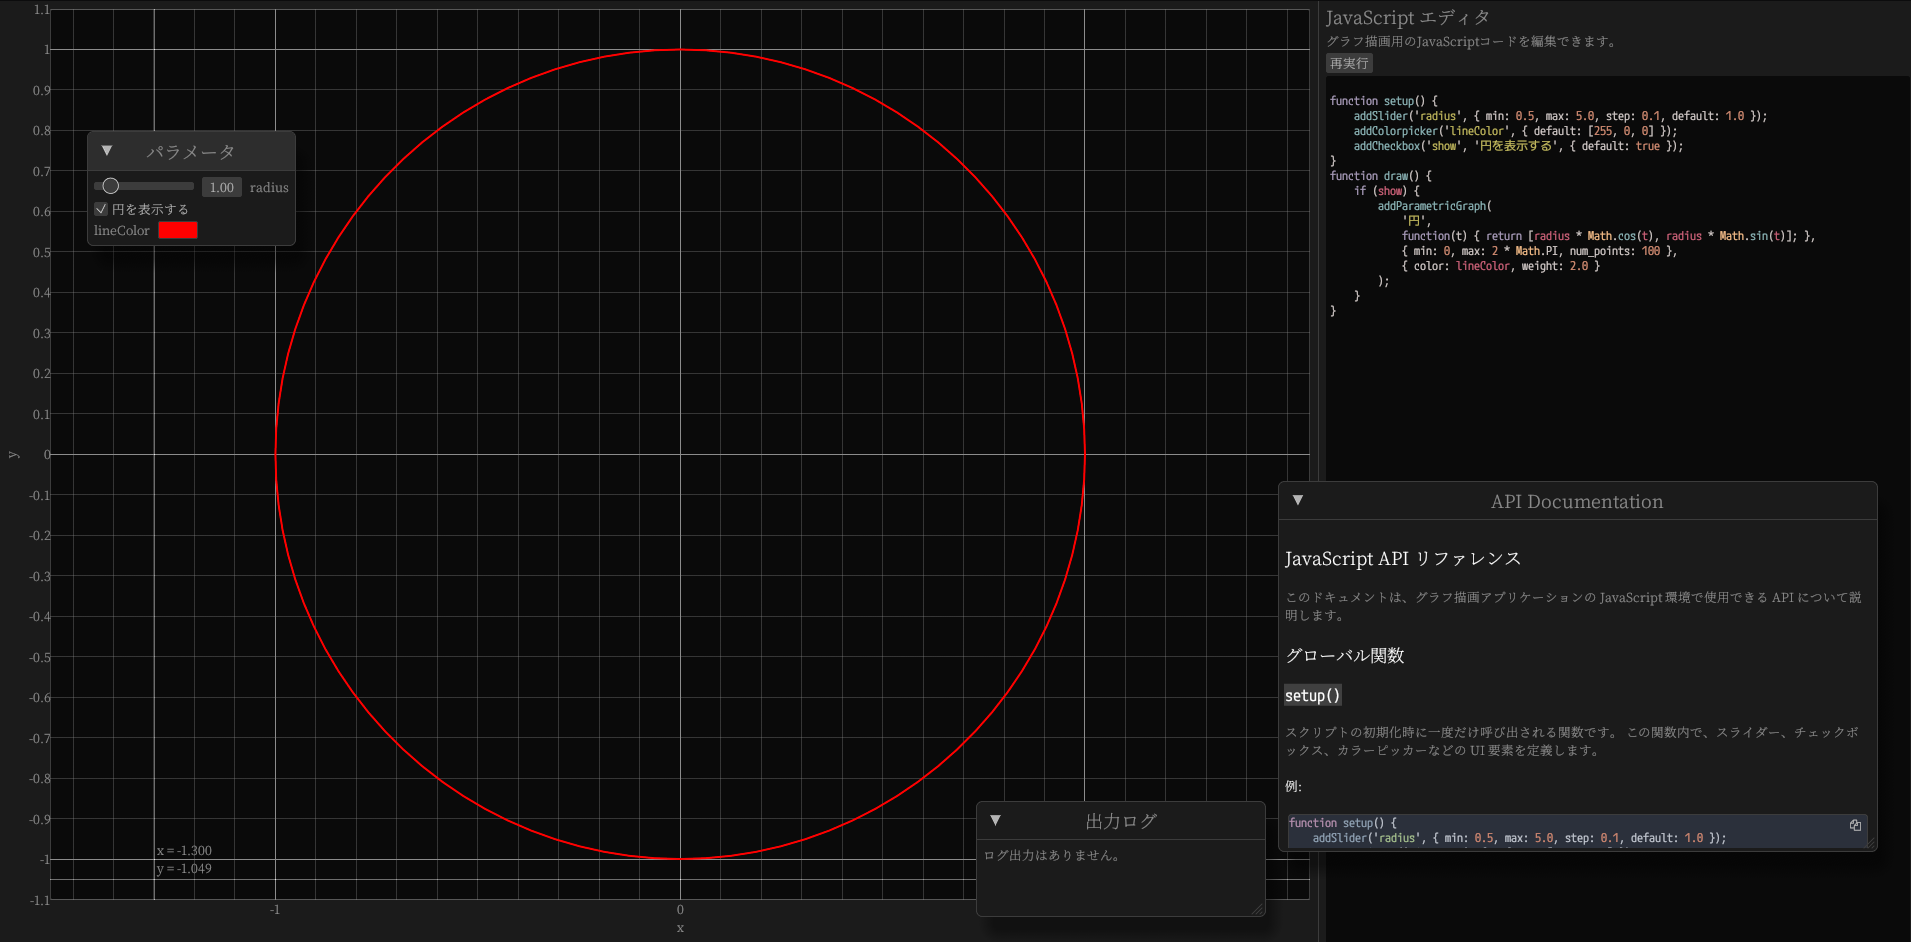 1.1
1
0.9
0.8
0.7
0.6
0.5
0.4
0.3
0.2
0.1
0
-0.1
-0.2
-0.3
-0.4
-0.5
-0.6
-0.7
-0.8
-0.9
-1
-1.1
y
-1
0
x
x = -1.300
y = -1.049
▼ パラメータ
1.00 radius
円を表示する
lineColor
▼ 出力ログ
ログ出力はありません。
JavaScript エディタ
グラフ描画用のJavaScriptコードを編集できます。
再実行
function setup() {
    addSlider('radius', { min: 0.5, max: 5.0, step: 0.1, default: 1.0 });
    addColorpicker('lineColor', { default: [255, 0, 0] });
    addCheckbox('show', '円を表示する', { default: true });
}
function draw() {
    if (show) {
        addParametricGraph(
            '円',
            function(t) { return [radius * Math.cos(t), radius * Math.sin(t)]; },
            { min: 0, max: 2 * Math.PI, num_points: 100 },
            { color: lineColor, weight: 2.0 }
        );
    }
}
▼ API Documentation
JavaScript API リファレンス
このドキュメントは、グラフ描画アプリケーションの JavaScript 環境で使用できる API について説
明します。
グローバル関数
setup()
スクリプトの初期化時に一度だけ呼び出される関数です。 この関数内で、スライダー、チェックボ
ックス、カラーピッカーなどの UI 要素を定義します。
例:
function setup() {
    addSlider('radius', { min: 0.5, max: 5.0, step: 0.1, default: 1.0 });